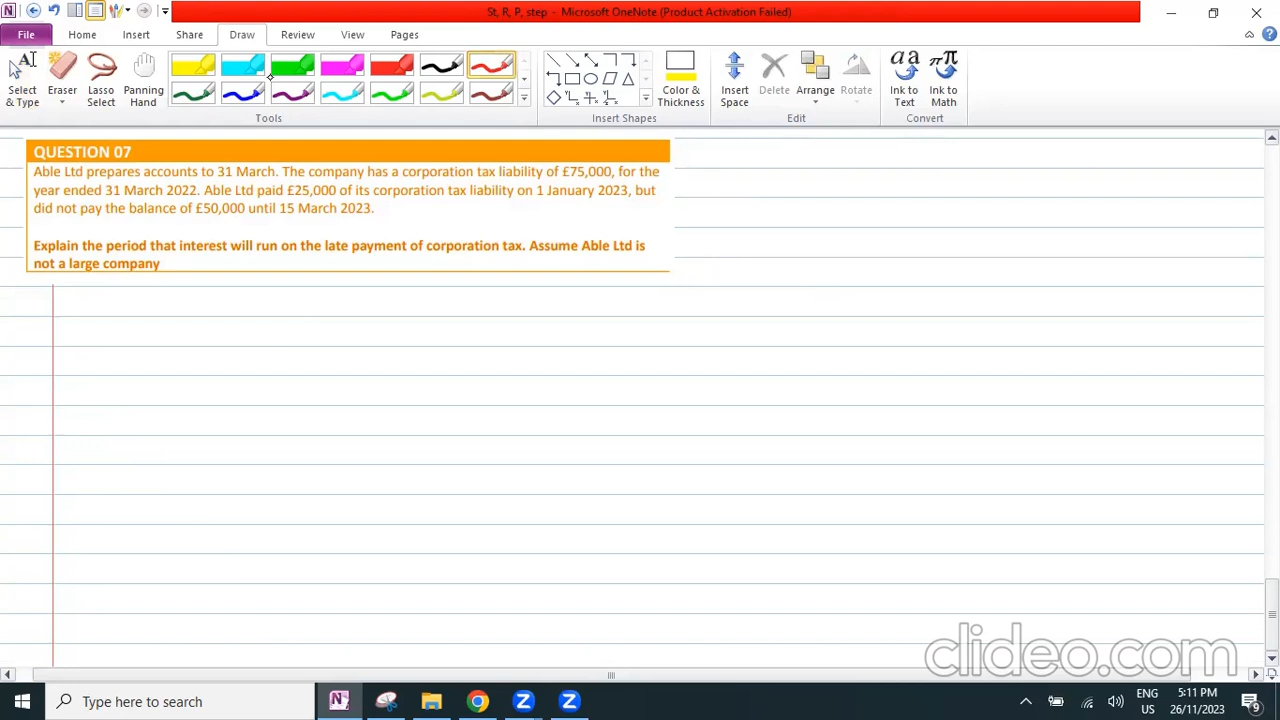 St, R, P, step - Microsoft OneNote (Product Activation Failed)
File Home Insert Share Draw Review View Pages
Select & Type
Eraser
Lasso Select
Panning Hand
Color & Thickness
Insert Space
Delete
Arrange
Rotate
Ink to Text
Ink to Math
Tools
Insert Shapes
Edit
Convert
QUESTION 07
Able Ltd prepares accounts to 31 March. The company has a corporation tax liability of £75,000, for the
year ended 31 March 2022. Able Ltd paid £25,000 of its corporation tax liability on 1 January 2023, but
did not pay the balance of £50,000 until 15 March 2023.
Explain the period that interest will run on the late payment of corporation tax. Assume Able Ltd is
not a large company
clideo.com
Type here to search
ENG
US
5:11 PM
26/11/2023
9